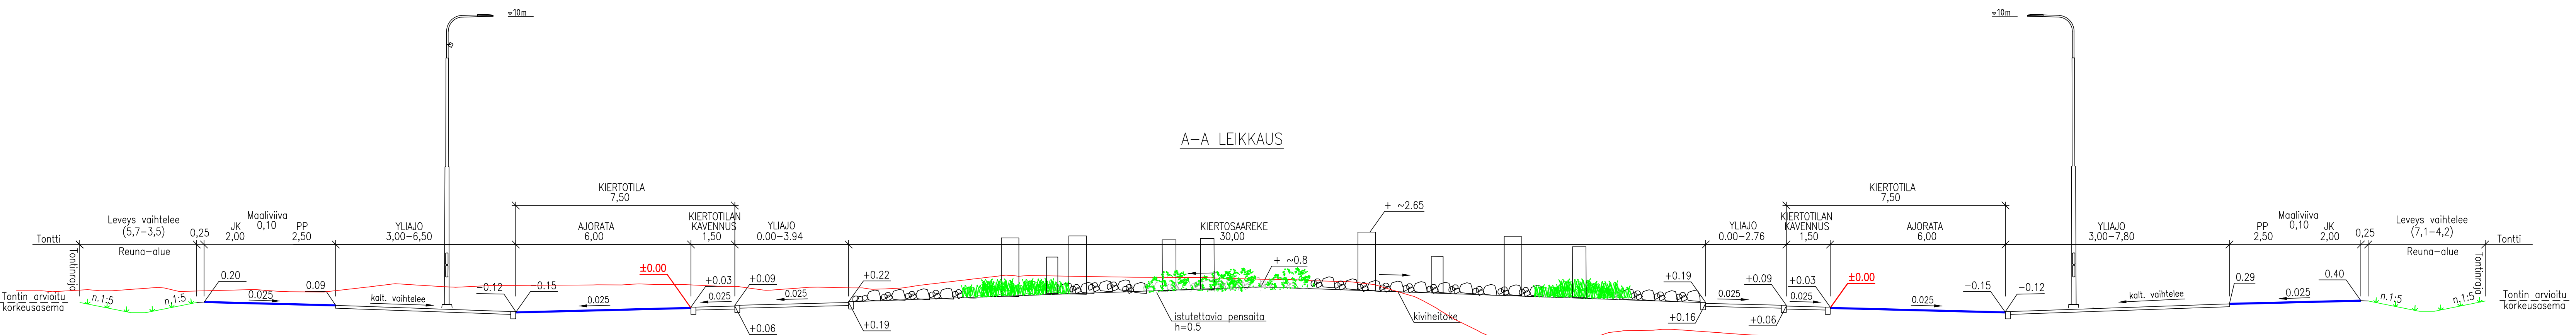 ▿10m
▿10m
A–A LEIKKAUS
KIERTOTILA
7,50
KIERTOTILA
7,50
Tontti
Leveys vaihtelee
(5,7–3,5)
Reuna–alue
0,25
JK
2,00
Maaliviiva
0,10
PP
2,50
YLIAJO
3,00–6,50
AJORATA
6,00
KIERTOTILAN
KAVENNUS
1,50
YLIAJO
0.00–3.94
KIERTOSAAREKE
30,00
+ ~2.65
YLIAJO
0.00–2.76
KIERTOTILAN
KAVENNUS
1,50
AJORATA
6,00
YLIAJO
3,00–7,80
PP
2,50
Maaliviiva
0,10
JK
2,00
0,25
Leveys vaihtelee
(7,1–4,2)
Reuna–alue
Tontti
Tontinraja
Tontin arvioitu
korkeusasema
n.1:5
n.1:5
0.20
0.025
0.09
kalt. vaihtelee
–0.12
–0.15
0.025
±0.00
+0.03
0.025
+0.09
+0.06
0.025
+0.22
+0.19
istutettavia pensaita
h=0.5
+ ~0.8
kiviheitoke
+0.19
+0.16
0.025
+0.09
+0.06
+0.03
0.025
±0.00
0.025
–0.15
–0.12
kalt. vaihtelee
0.29
0.025
0.40
n.1:5
n.1:5
Tontinraja
Tontin arvioitu
korkeusasema